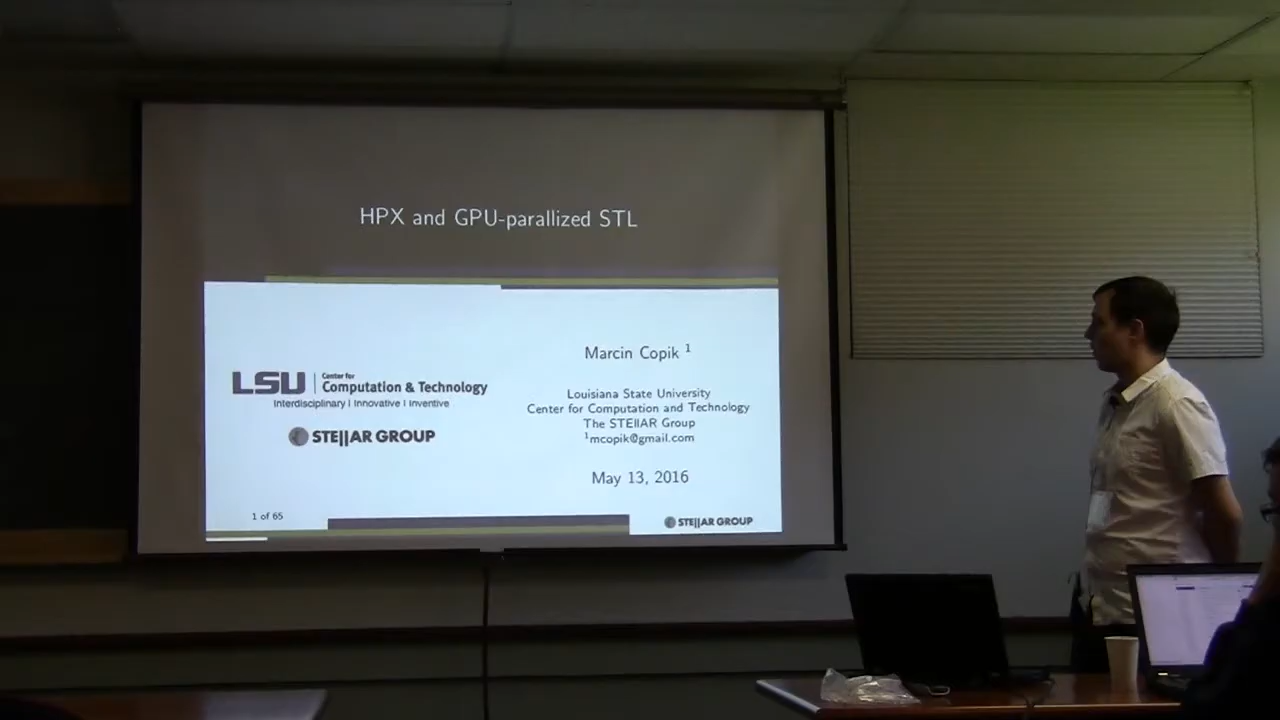 HPX and GPU-parallized STL
LSU
Center for
Computation & Technology
Interdisciplinary | Innovative | Inventive
STE||AR GROUP
Marcin Copik 1
Louisiana State University
Center for Computation and Technology
The STEllAR Group
1mcopik@gmail.com
May 13, 2016
1 of 65
STE||AR GROUP